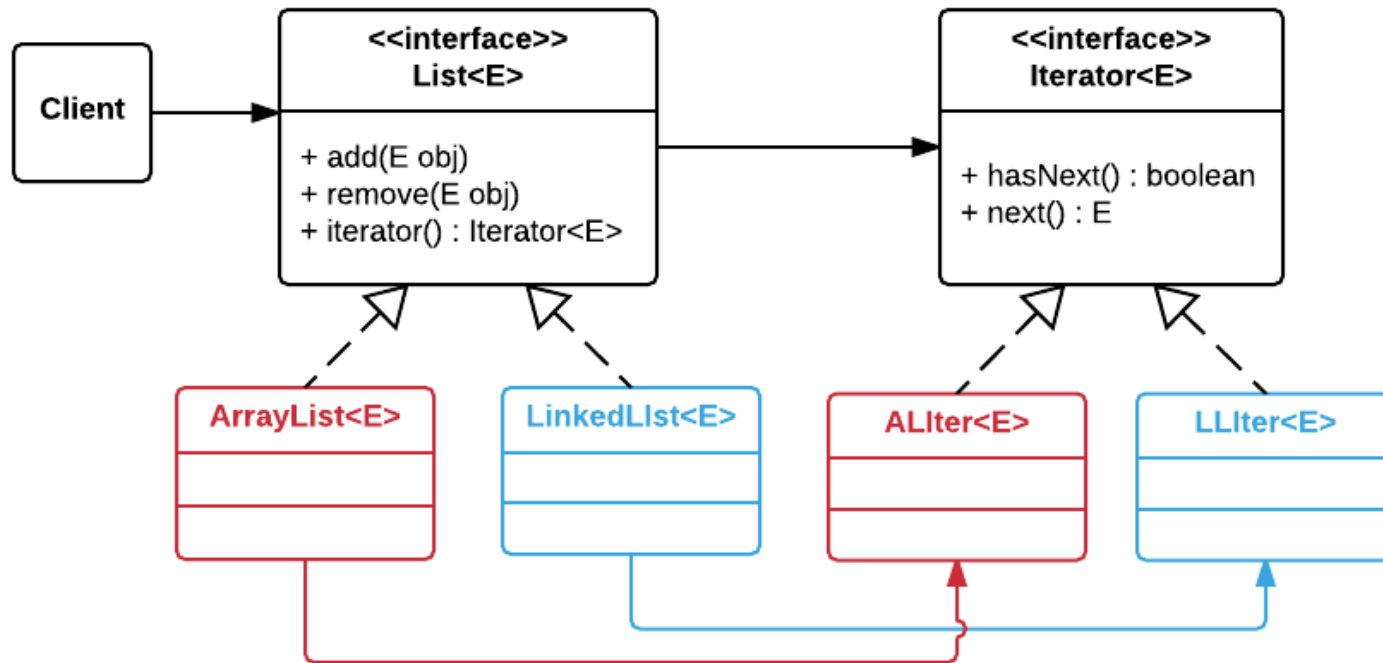 Client
<<interface>>
List<E>
+ add(E obj)
+ remove(E obj)
+ iterator() : Iterator<E>
<<interface>>
Iterator<E>
+ hasNext() : boolean
+ next() : E
ArrayList<E>
LinkedLIst<E>
ALIter<E>
LLIter<E>